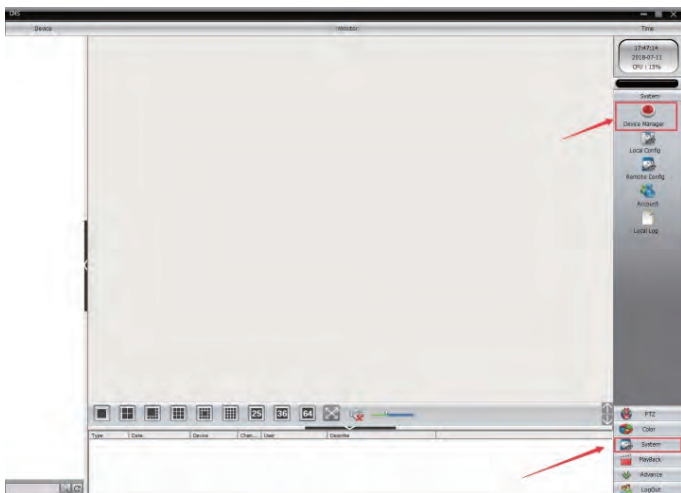 CMS
Device
Monitor
Time
17:47:14
2018-07-11
CPU : 15%
System
Device Manager
Local Config
Remote Config
Account
Local Log
25
36
64
PTZ
Color
System
PlayBack
Advance
LogOut
Type
Date.
Device
Chan...
User
Describe